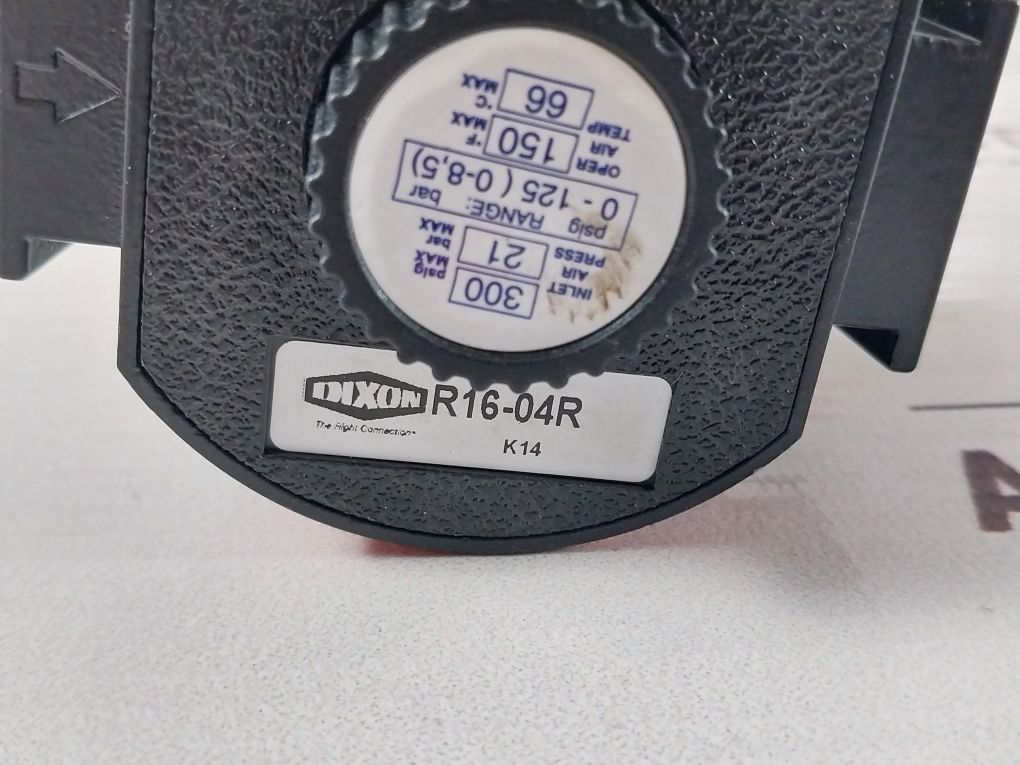 300
psig
MAX
INLET
AIR
PRESS
21
bar
MAX
psig RANGE: bar
0 - 125 ( 0-8,5)
OPER
AIR
TEMP
150
°F
MAX
66
°C
MAX
DIXON
The Right Connection™
R16-04R
K14
A